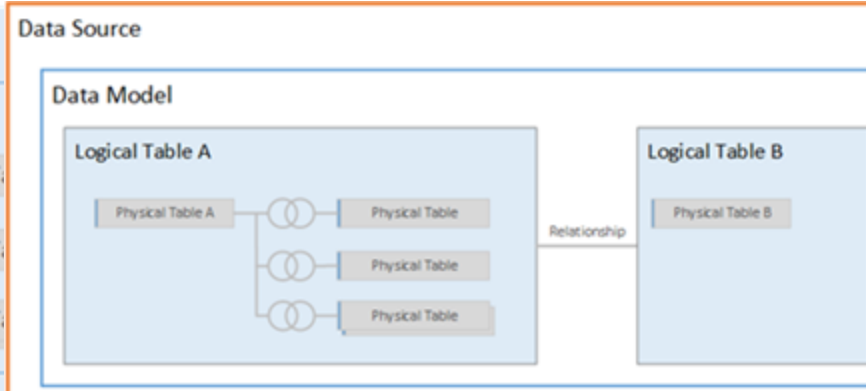 Data Source
Data Model
Logical Table A
Logical Table B
Physical Table A
Physical Table
Physical Table B
Relationship
Physical Table
Physical Table